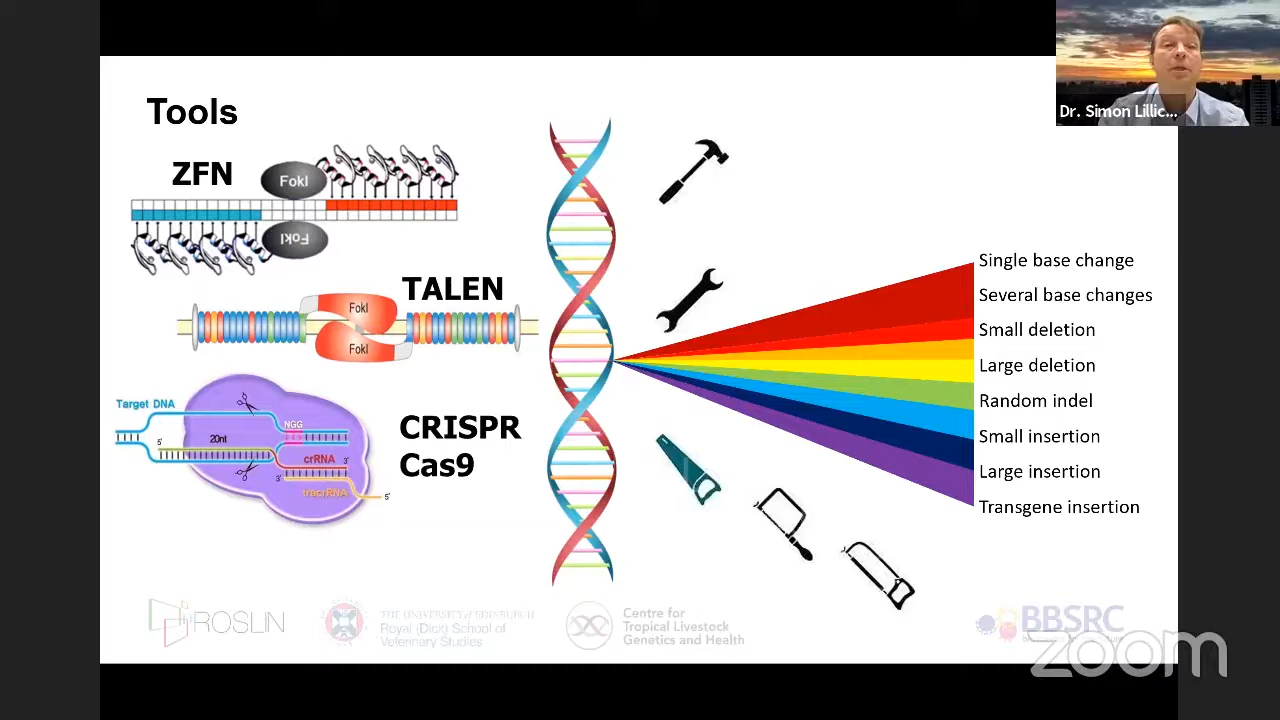 Dr. Simon Lillic...
Tools
ZFN
FokI
FokI
TALEN
FokI
FokI
CRISPR
Cas9
Target DNA
NGG
5'
20nt
crRNA
3'
3'
tracrRNA
5'
Single base change
Several base changes
Small deletion
Large deletion
Random indel
Small insertion
Large insertion
Transgene insertion
ROSLIN
THE UNIVERSITY OF EDINBURGH
Royal (Dick) School of
Veterinary Studies
Centre for
Tropical Livestock
Genetics and Health
BBSRC
zoom